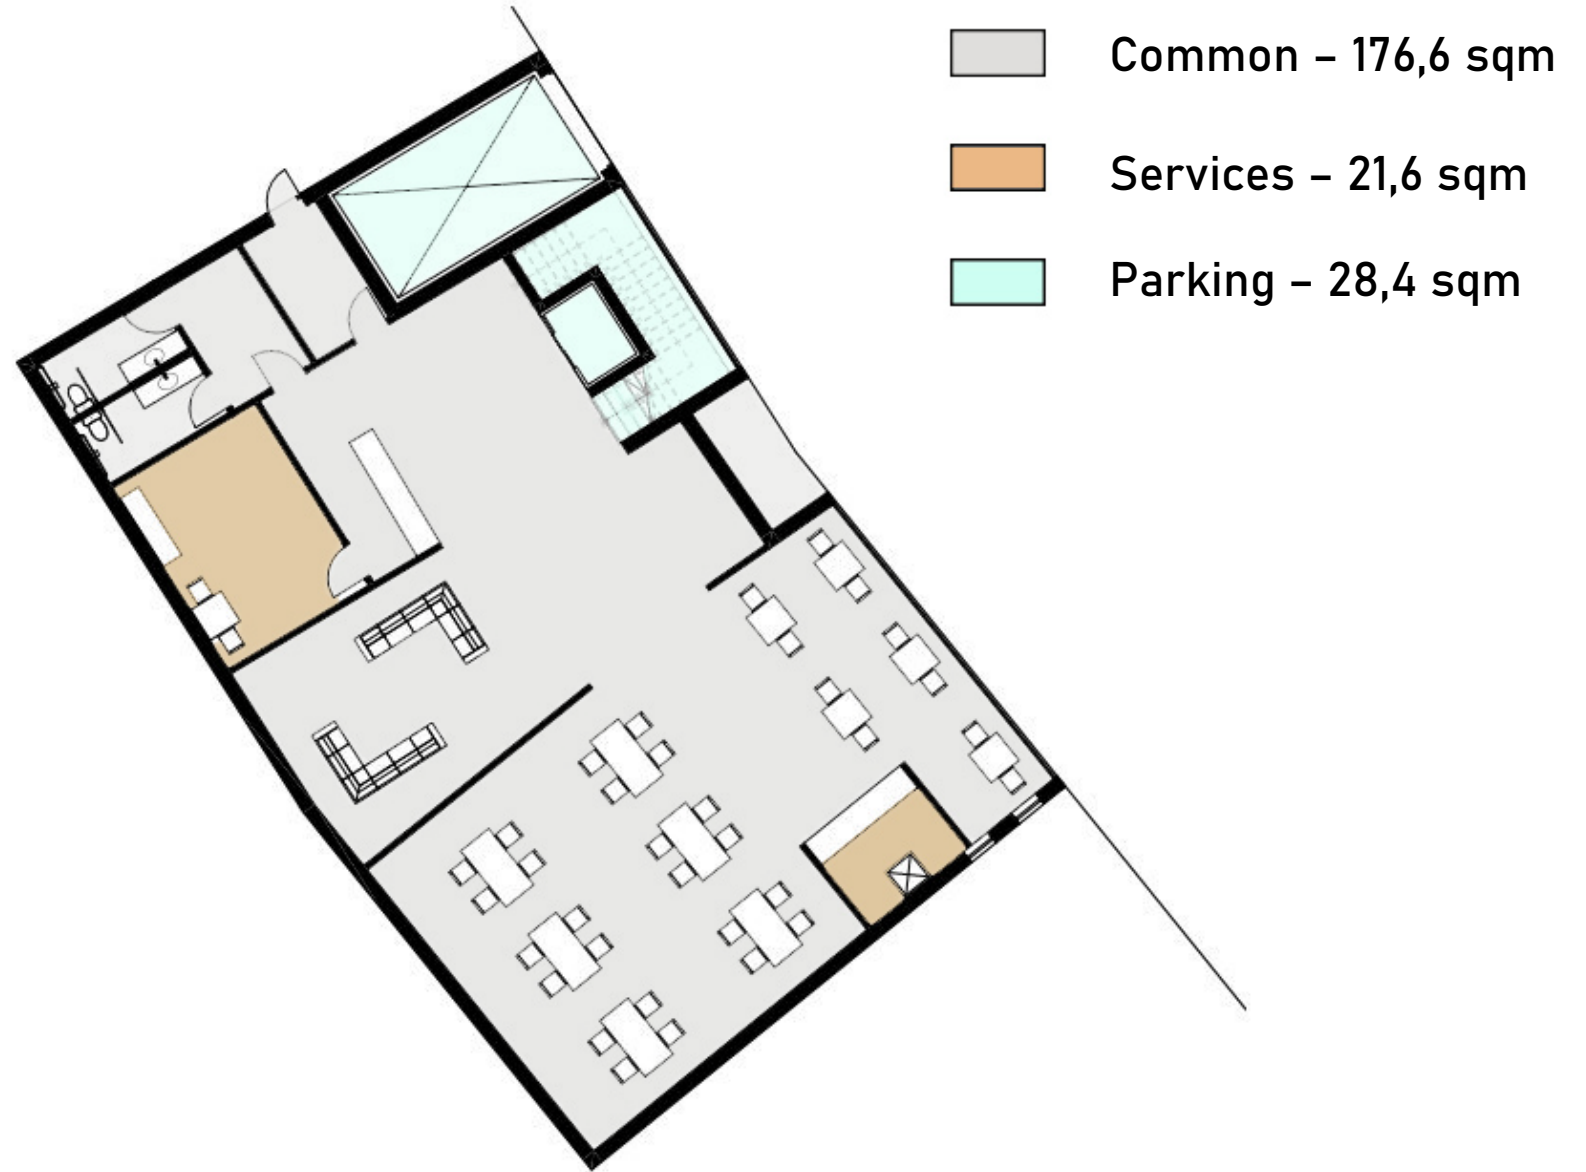 Common – 176,6 sqm
Services – 21,6 sqm
Parking – 28,4 sqm